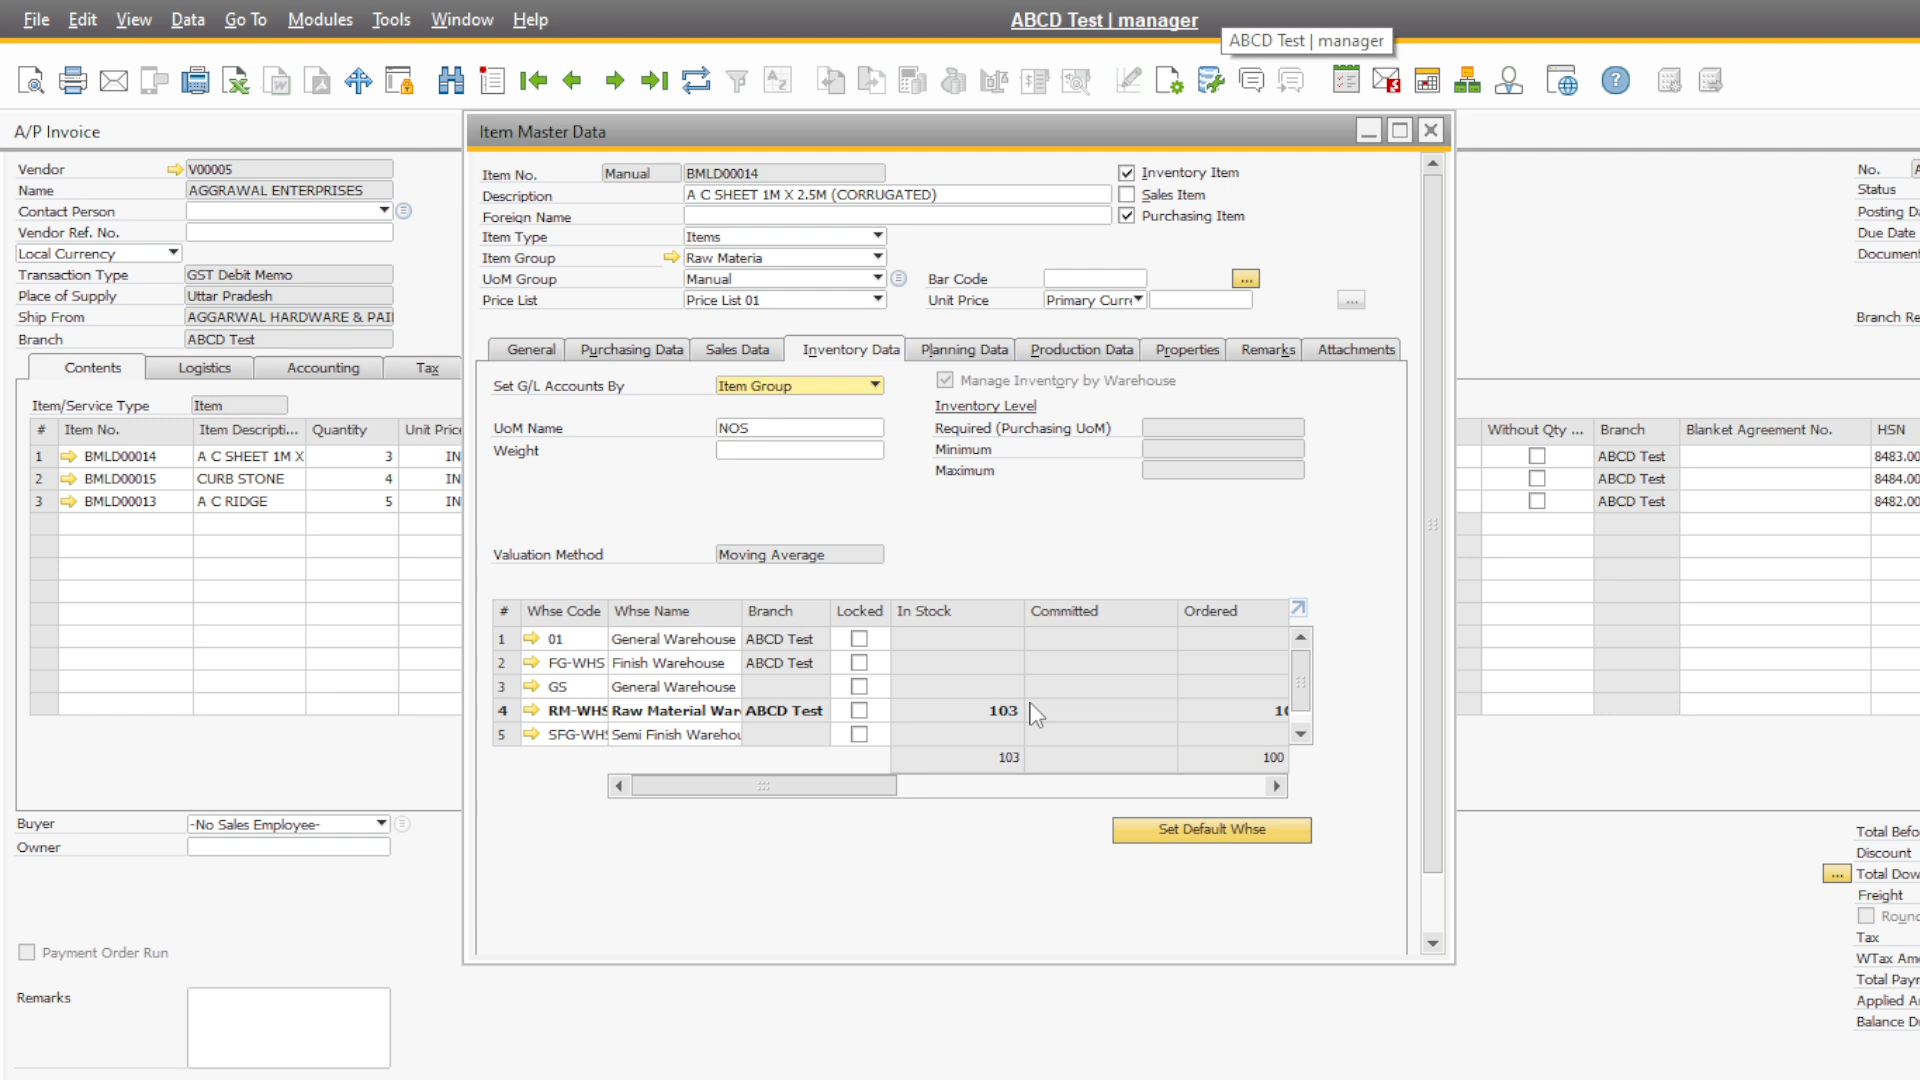 File Edit View Data Go To Modules Tools Window Help
ABCD Test | manager
ABCD Test | manager
A/P Invoice
Vendor V00005
Name AGGRAWAL ENTERPRISES
Contact Person
Vendor Ref. No.
Local Currency
Transaction Type GST Debit Memo
Place of Supply Uttar Pradesh
Ship From AGGARWAL HARDWARE & PAI
Branch ABCD Test
Contents Logistics Accounting Tax
Item/Service Type Item
# Item No. Item Descripti... Quantity Unit Price
1 BMLD00014 A C SHEET 1M X 3 IN
2 BMLD00015 CURB STONE 4 IN
3 BMLD00013 A C RIDGE 5 IN
Buyer -No Sales Employee-
Owner
Payment Order Run
Remarks
Item Master Data
Item No. Manual BMLD00014
Description A C SHEET 1M X 2.5M (CORRUGATED)
Foreign Name
Item Type Items
Item Group Raw Materia
UoM Group Manual
Price List Price List 01
Inventory Item
Sales Item
Purchasing Item
Bar Code ...
Unit Price Primary Curr ...
General Purchasing Data Sales Data Inventory Data Planning Data Production Data Properties Remarks Attachments
Set G/L Accounts By Item Group
UoM Name NOS
Weight
Manage Inventory by Warehouse
Inventory Level
Required (Purchasing UoM)
Minimum
Maximum
Valuation Method Moving Average
# Whse Code Whse Name Branch Locked In Stock Committed Ordered
1 01 General Warehouse ABCD Test
2 FG-WHS Finish Warehouse ABCD Test
3 GS General Warehouse
4 RM-WHS Raw Material War ABCD Test 103 10
5 SFG-WHS Semi Finish Warehou
103 100
Set Default Whse
No. 
Status
Posting Da
Due Date
Document
Branch Re
Without Qty ... Branch Blanket Agreement No. HSN
ABCD Test 8483.00
ABCD Test 8484.00
ABCD Test 8482.00
Total Befo
Discount
... Total Dow
Freight
Roun
Tax
WTax Am
Total Paym
Applied A
Balance D